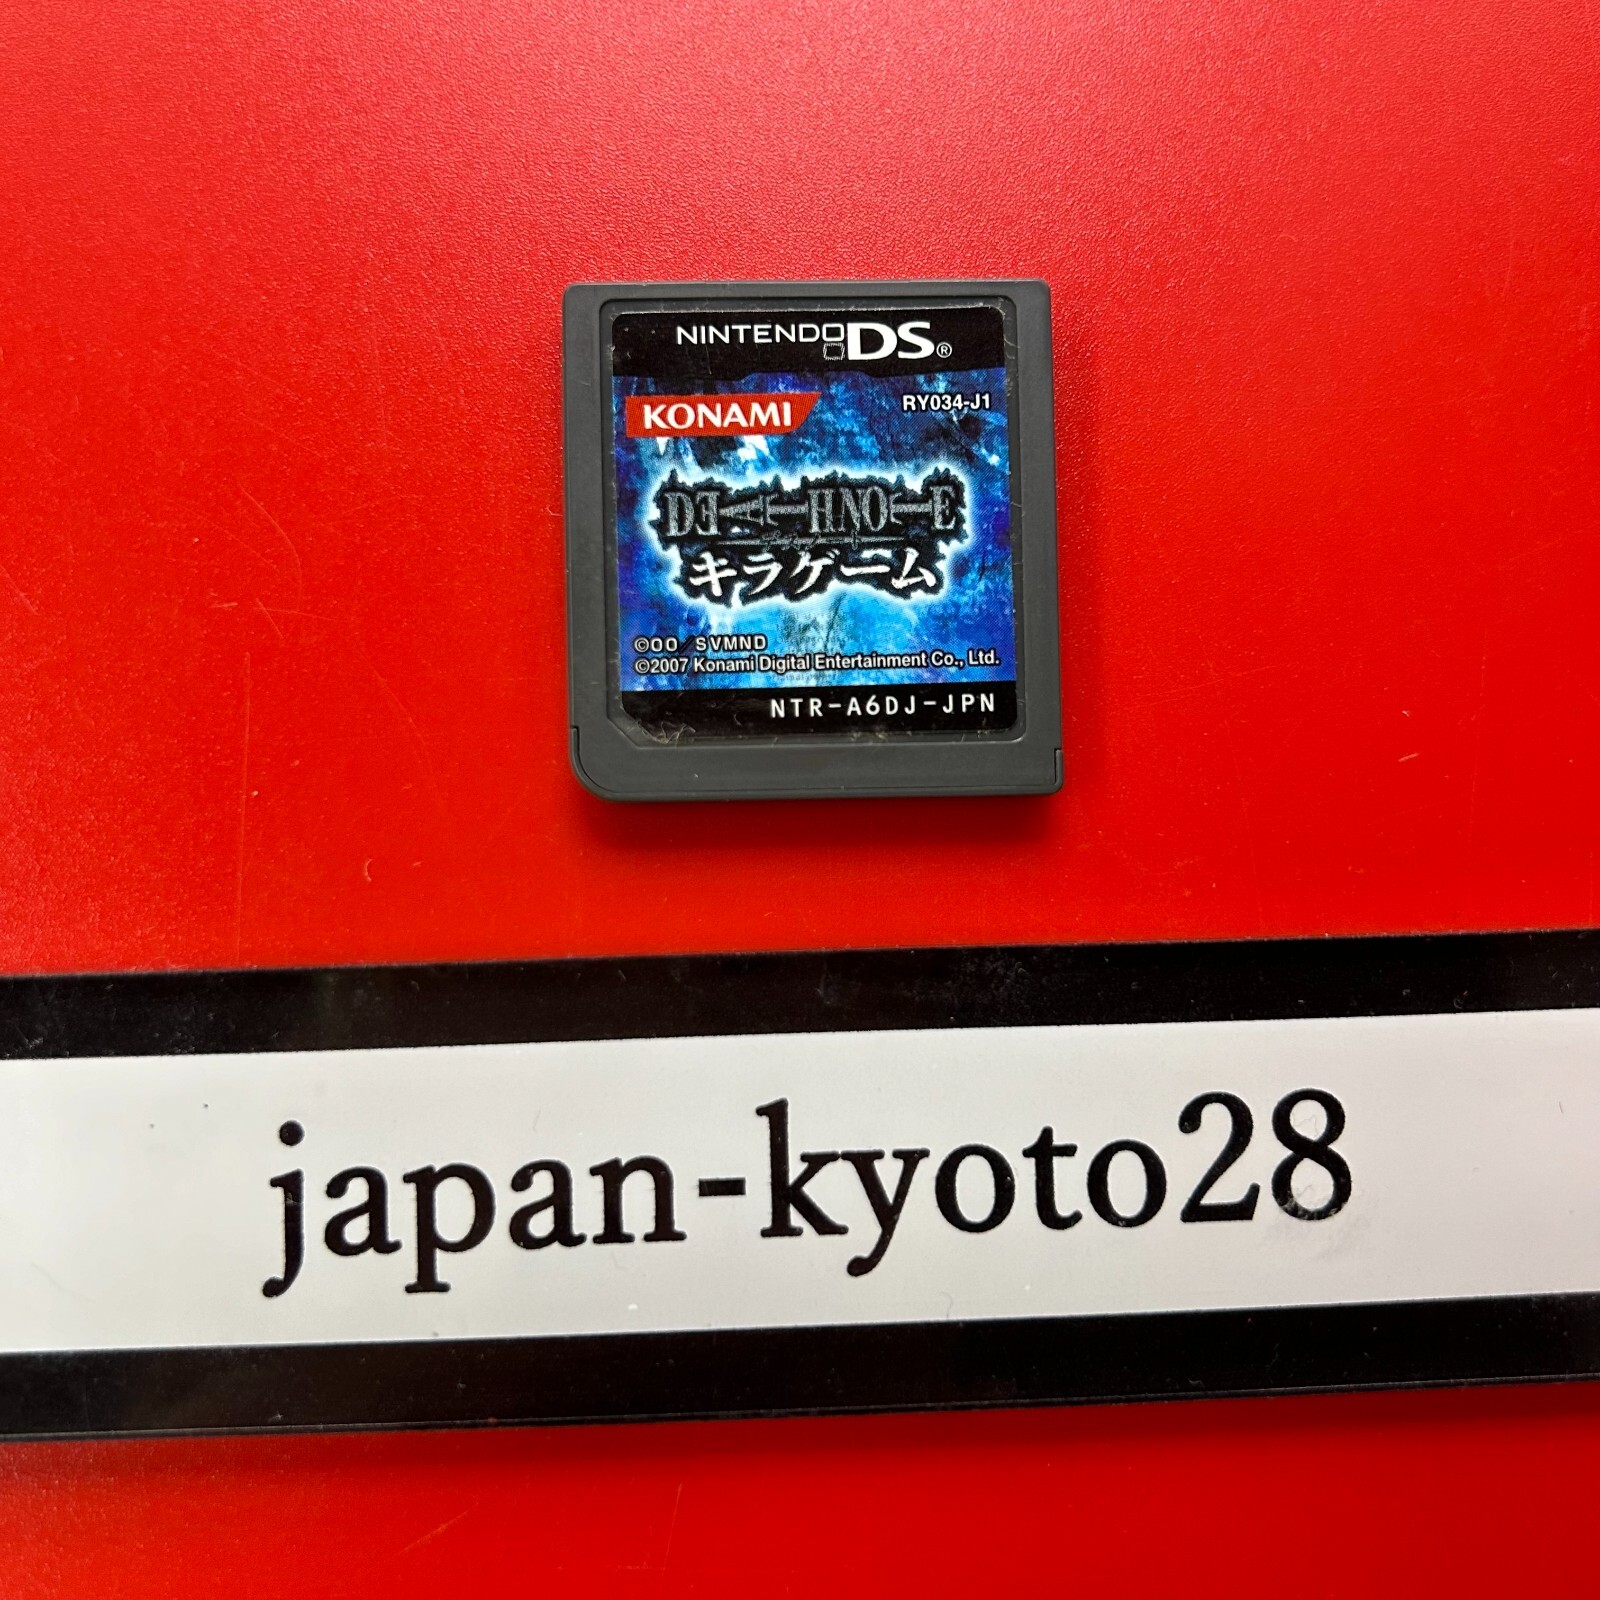 NINTENDO DS®
KONAMI
RY034-J1
DEATH NOTE
キラゲーム
©OO/SVMND
©2007 Konami Digital Entertainment Co., Ltd.
NTR-A6DJ-JPN
japan-kyoto28